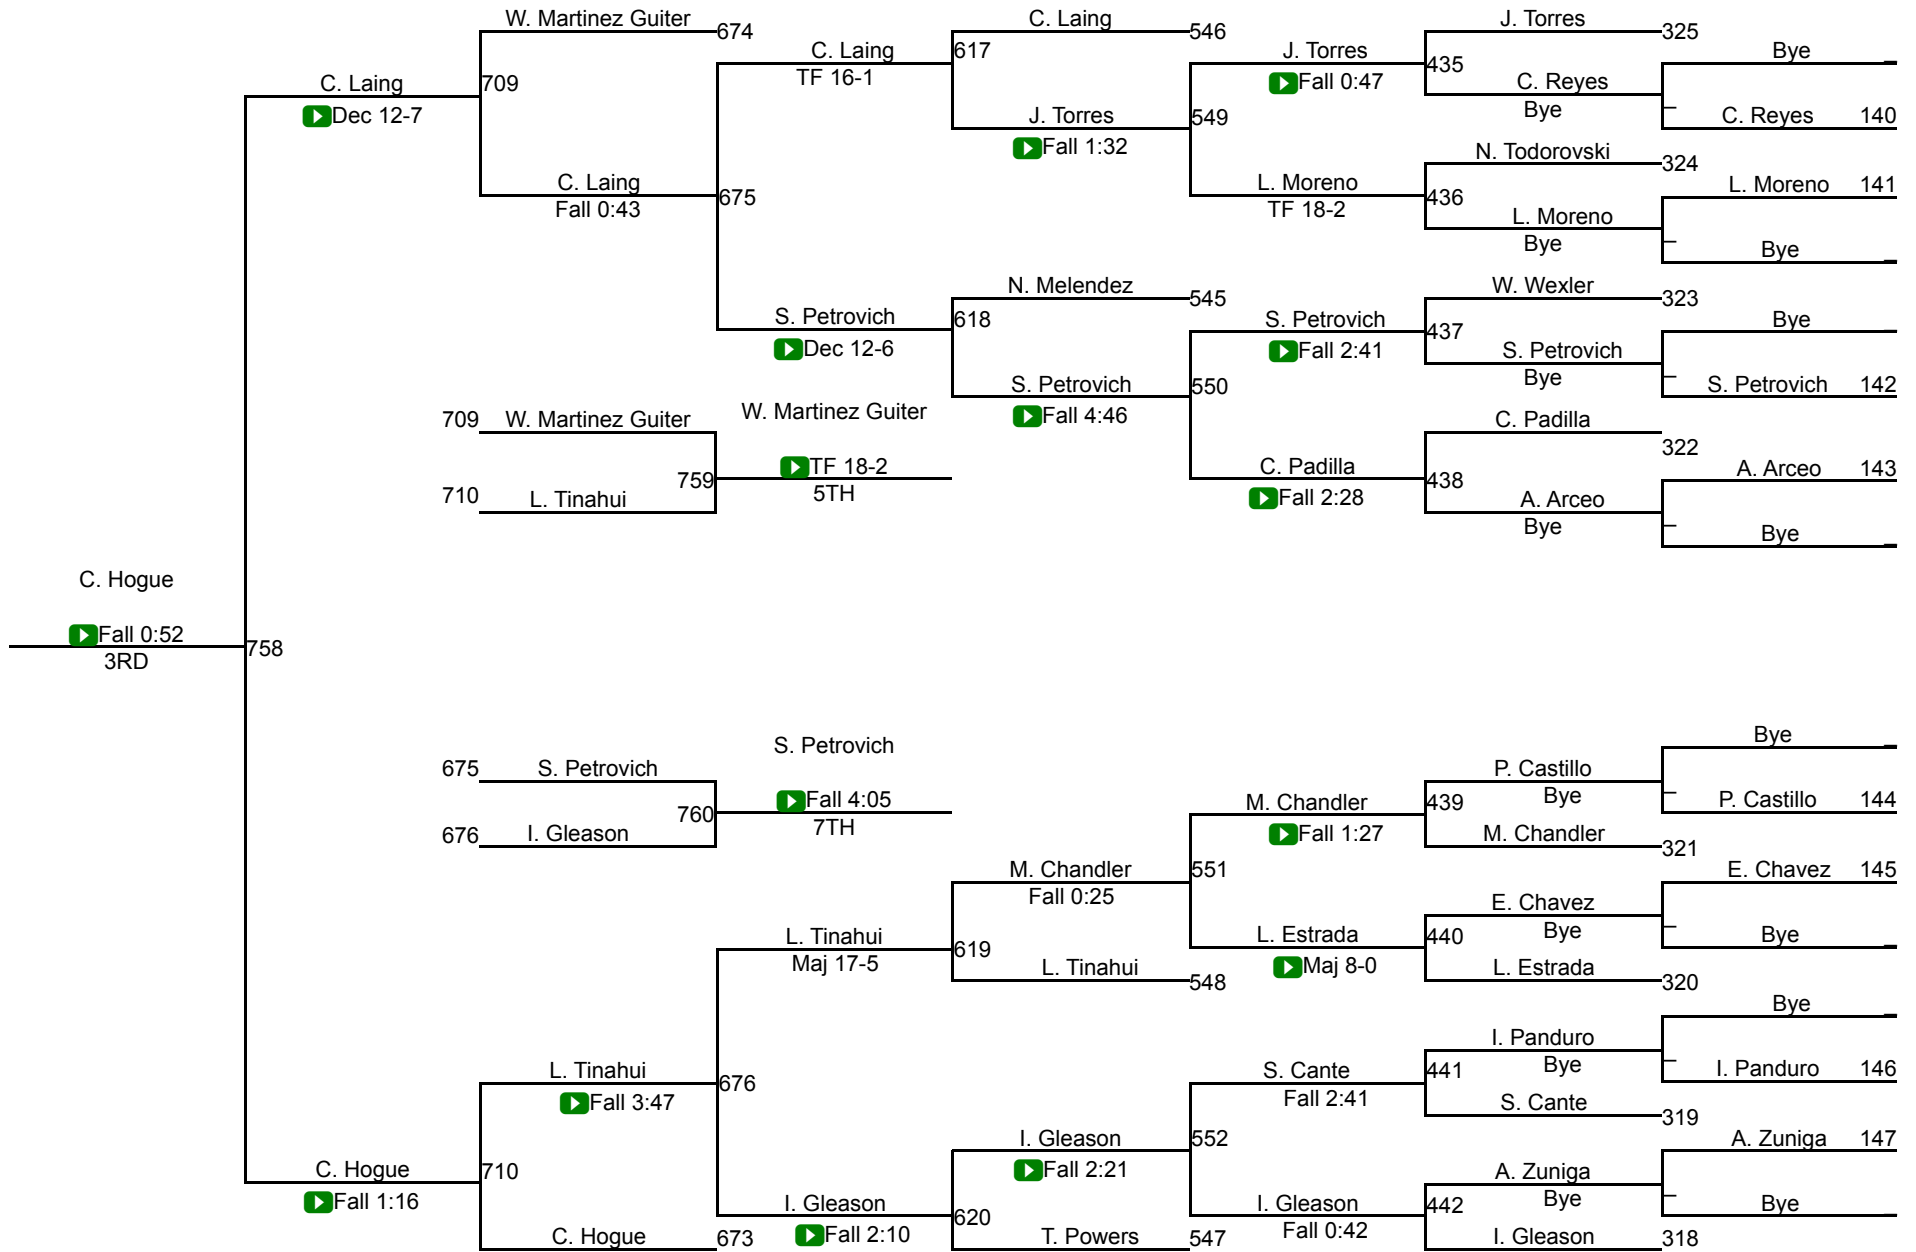 W. Martinez Guiter
C. Laing
J. Torres
674
546
325
C. Laing
617
J. Torres
Bye
TF 16-1
435
C. Laing
709
Fall 0:47
C. Reyes
Dec 12-7
Bye
J. Torres
549
C. Reyes 140
Fall 1:32
N. Todorovski
324
C. Laing
675
L. Moreno
436
L. Moreno 141
Fall 0:43
TF 18-2
L. Moreno
Bye
Bye
N. Melendez
545
W. Wexler
323
S. Petrovich
618
S. Petrovich
437
Bye
Dec 12-6
Fall 2:41
S. Petrovich
Bye
S. Petrovich
550
S. Petrovich 142
709 W. Martinez Guiter
W. Martinez Guiter
Fall 4:46
C. Padilla
322
TF 18-2
759
5TH
C. Padilla
438
A. Arceo 143
710 L. Tinahui
Fall 2:28
A. Arceo
Bye
Bye
C. Hogue
Fall 0:52
758
3RD
Bye
S. Petrovich
675 S. Petrovich
P. Castillo
Bye
Fall 4:05
760
7TH
M. Chandler
439
P. Castillo 144
676 I. Gleason
Fall 1:27
M. Chandler
321
M. Chandler
551
E. Chavez 145
Fall 0:25
E. Chavez
Bye
L. Tinahui
619
L. Estrada
440
Bye
Maj 17-5
L. Tinahui
548
Maj 8-0
L. Estrada
320
Bye
I. Panduro
Bye
L. Tinahui
676
S. Cante
441
I. Panduro 146
Fall 3:47
Fall 2:41
S. Cante
319
I. Gleason
552
A. Zuniga 147
C. Hogue
710
Fall 2:21
A. Zuniga
Bye
Fall 1:16
I. Gleason
620
I. Gleason
442
Bye
Fall 2:10
Fall 0:42
C. Hogue
673
T. Powers
547
I. Gleason
318